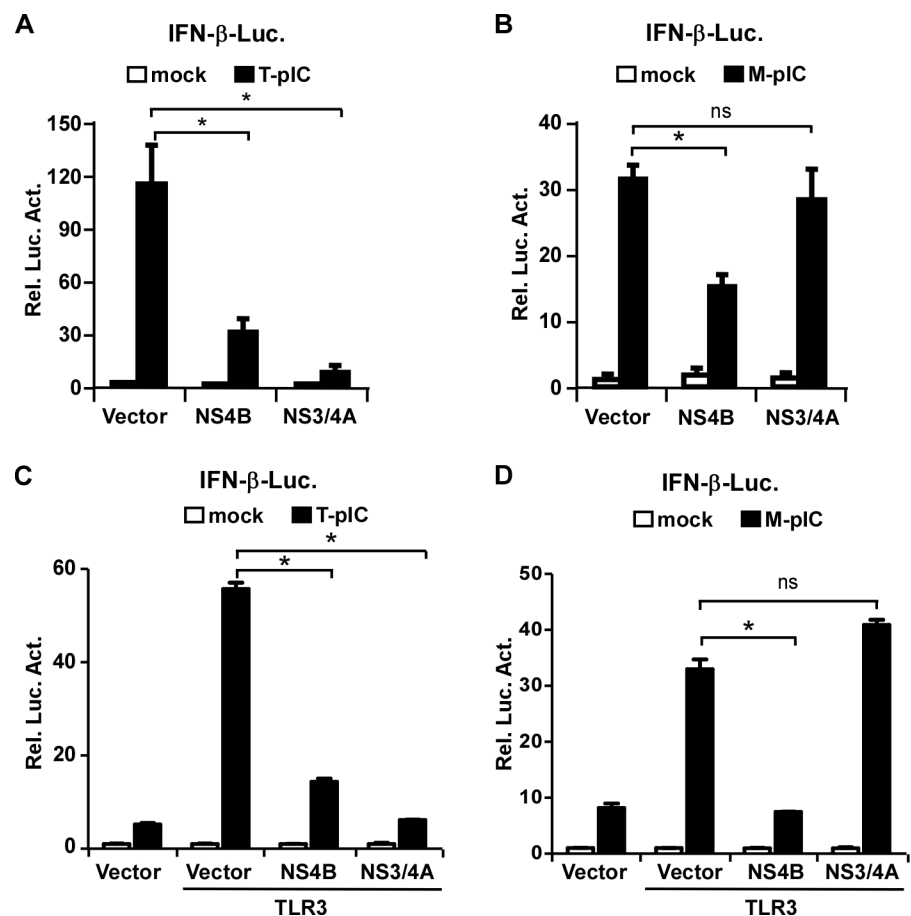 A
IFN-β-Luc.
mock T-pIC
*
*
Rel. Luc. Act.
150
120
90
60
30
0
Vector NS4B NS3/4A
B
IFN-β-Luc.
mock M-pIC
ns
*
Rel. Luc. Act.
40
30
20
10
0
Vector NS4B NS3/4A
C
IFN-β-Luc.
mock T-pIC
*
*
Rel. Luc. Act.
60
40
20
0
Vector Vector NS4B NS3/4A
TLR3
D
IFN-β-Luc.
mock M-pIC
ns
*
Rel. Luc. Act.
50
40
30
20
10
0
Vector Vector NS4B NS3/4A
TLR3